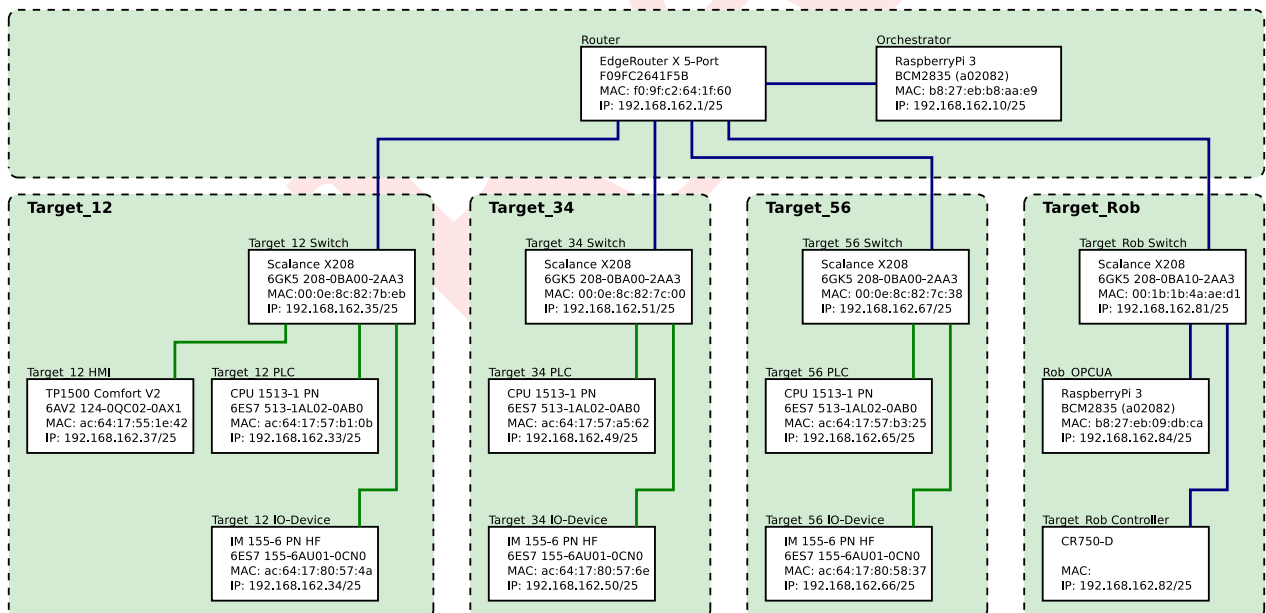 Router
EdgeRouter X 5-Port
F09FC2641F5B
MAC: f0:9f:c2:64:1f:60
IP: 192.168.162.1/25
Orchestrator
RaspberryPi 3
BCM2835 (a02082)
MAC: b8:27:eb:b8:aa:e9
IP: 192.168.162.10/25
Target_12
Target_12 Switch
Scalance X208
6GK5 208-0BA00-2AA3
MAC:00:0e:8c:82:7b:eb
IP: 192.168.162.35/25
Target_12 HMI
TP1500 Comfort V2
6AV2 124-0QC02-0AX1
MAC: ac:64:17:55:1e:42
IP: 192.168.162.37/25
Target_12 PLC
CPU 1513-1 PN
6ES7 513-1AL02-0AB0
MAC: ac:64:17:57:b1:0b
IP: 192.168.162.33/25
Target_12 IO-Device
IM 155-6 PN HF
6ES7 155-6AU01-0CN0
MAC: ac:64:17:80:57:4a
IP: 192.168.162.34/25
Target_34
Target_34 Switch
Scalance X208
6GK5 208-0BA00-2AA3
MAC: 00:0e:8c:82:7c:00
IP: 192.168.162.51/25
Target_34 PLC
CPU 1513-1 PN
6ES7 513-1AL02-0AB0
MAC: ac:64:17:57:a5:62
IP: 192.168.162.49/25
Target_34 IO-Device
IM 155-6 PN HF
6ES7 155-6AU01-0CN0
MAC: ac:64:17:80:57:6e
IP: 192.168.162.50/25
Target_56
Target_56 Switch
Scalance X208
6GK5 208-0BA00-2AA3
MAC: 00:0e:8c:82:7c:38
IP: 192.168.162.67/25
Target_56 PLC
CPU 1513-1 PN
6ES7 513-1AL02-0AB0
MAC: ac:64:17:57:b3:25
IP: 192.168.162.65/25
Target_56 IO-Device
IM 155-6 PN HF
6ES7 155-6AU01-0CN0
MAC: ac:64:17:80:58:37
IP: 192.168.162.66/25
Target_Rob
Target_Rob Switch
Scalance X208
6GK5 208-0BA10-2AA3
MAC: 00:1b:1b:4a:ae:d1
IP: 192.168.162.81/25
Rob_OPCUA
RaspberryPi 3
BCM2835 (a02082)
MAC: b8:27:eb:09:db:ca
IP: 192.168.162.84/25
Target_Rob Controller
CR750-D
MAC:
IP: 192.168.162.82/25